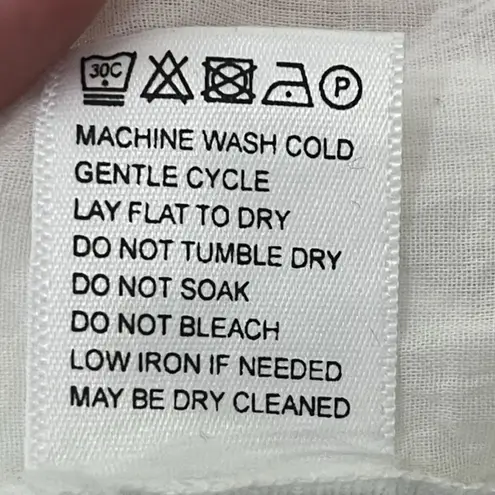 30C P
MACHINE WASH COLD
GENTLE CYCLE
LAY FLAT TO DRY
DO NOT TUMBLE DRY
DO NOT SOAK
DO NOT BLEACH
LOW IRON IF NEEDED
MAY BE DRY CLEANED